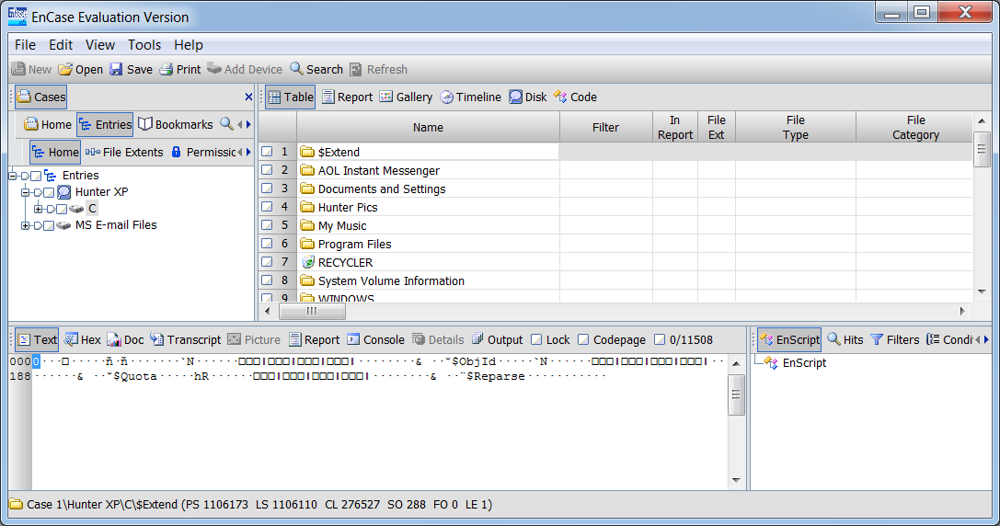 EnCase Evaluation Version
File Edit View Tools Help
New Open Save Print Add Device Search Refresh
Cases
Home Entries Bookmarks
Home File Extents Permissic
Entries
Hunter XP
C
MS E-mail Files
Table Report Gallery Timeline Disk Code
Name Filter In Report File Ext File Type File Category
1 $Extend
2 AOL Instant Messenger
3 Documents and Settings
4 Hunter Pics
5 My Music
6 Program Files
7 RECYCLER
8 System Volume Information
9 WINDOWS
Text Hex Doc Transcript Picture Report Console Details Output Lock Codepage 0/11508
0000 ···□·····ñ·ñ·······`N······□□□I□□□I□□□I□□□I·········& ··˘$ObjId·····`N······□□□I□□□I□□□I□□□I··
188 ······& ··˘$Quota·····hR······□□□I□□□I□□□I□□□I·········& ··¨$Reparse···········
EnScript Hits Filters Condi
EnScript
Case 1\Hunter XP\C\$Extend (PS 1106173 LS 1106110 CL 276527 SO 288 FO 0 LE 1)